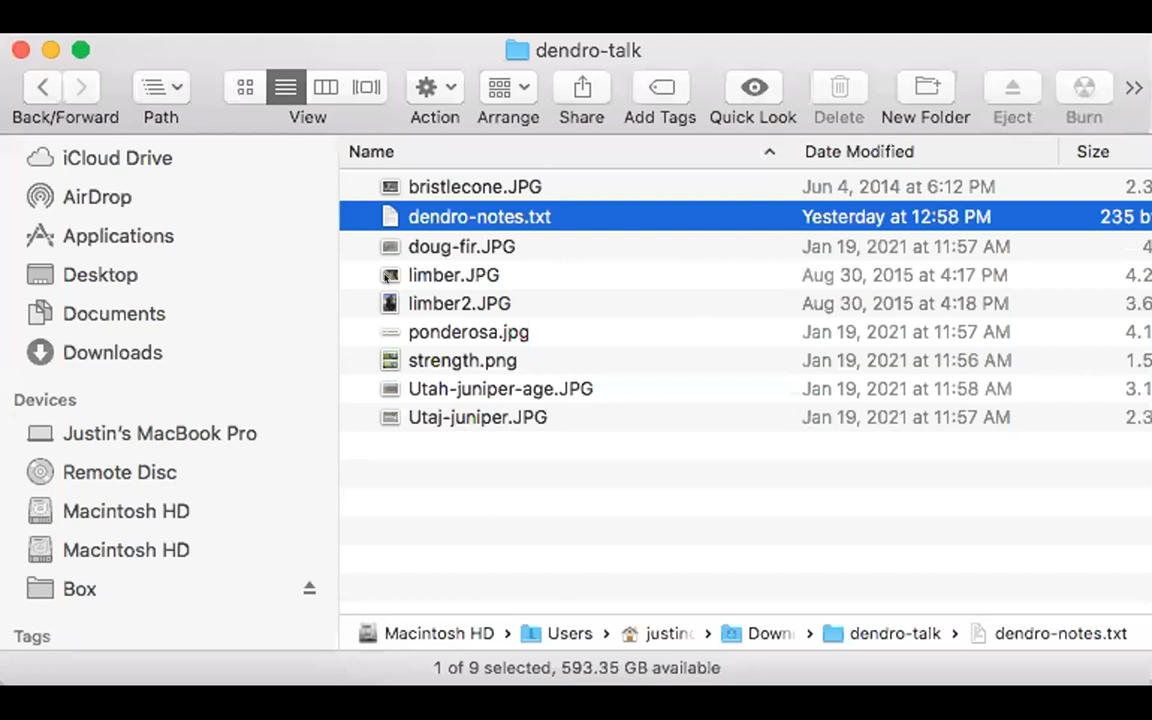 dendro-talk
Back/Forward Path View Action Arrange Share Add Tags Quick Look Delete New Folder Eject Burn
iCloud Drive
AirDrop
Applications
Desktop
Documents
Downloads
Devices
Justin's MacBook Pro
Remote Disc
Macintosh HD
Macintosh HD
Box
Tags
Name Date Modified Size
bristlecone.JPG Jun 4, 2014 at 6:12 PM 2.3
dendro-notes.txt Yesterday at 12:58 PM 235 b
doug-fir.JPG Jan 19, 2021 at 11:57 AM 4
limber.JPG Aug 30, 2015 at 4:17 PM 4.2
limber2.JPG Aug 30, 2015 at 4:18 PM 3.6
ponderosa.jpg Jan 19, 2021 at 11:57 AM 4.1
strength.png Jan 19, 2021 at 11:56 AM 1.5
Utah-juniper-age.JPG Jan 19, 2021 at 11:58 AM 3.1
Utaj-juniper.JPG Jan 19, 2021 at 11:57 AM 2.3
Macintosh HD › Users › justin › Down › dendro-talk › dendro-notes.txt
1 of 9 selected, 593.35 GB available